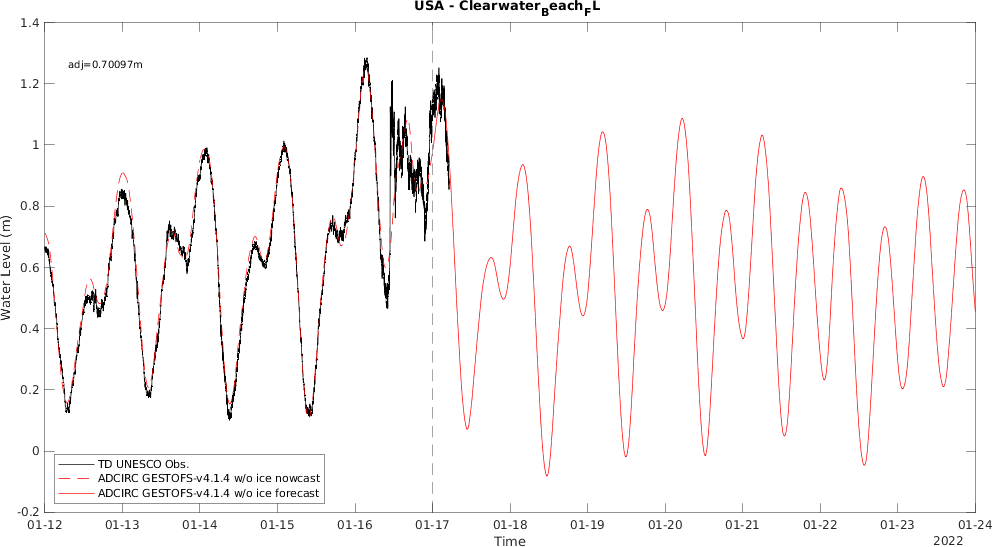 USA - Clearwater_Beach_FL
adj=0.70097m
Water Level (m)
1.4
1.2
1
0.8
0.6
0.4
0.2
0
-0.2
TD UNESCO Obs.
ADCIRC GESTOFS-v4.1.4 w/o ice nowcast
ADCIRC GESTOFS-v4.1.4 w/o ice forecast
01-12 01-13 01-14 01-15 01-16 01-17 01-18 01-19 01-20 01-21 01-22 01-23 01-24
Time
2022